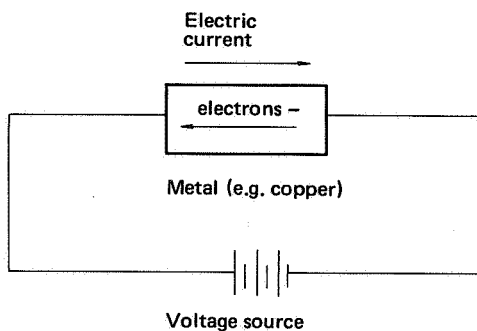 Electric
current
electrons –
Metal (e.g. copper)
Voltage source